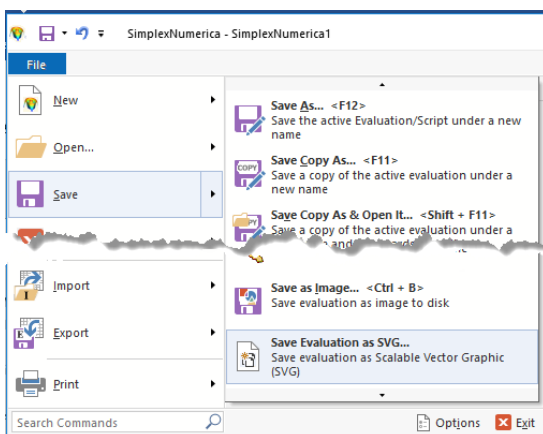 SimplexNumerica - SimplexNumerica1
File
New
Open...
Save
Import
Export
Print
Save As... <F12>
Save the active Evaluation/Script under a new
name
Save Copy As... <F11>
Save a copy of the active evaluation under a
new name
Save Copy As & Open It... <Shift + F11>
Save a copy of the active evaluation under a
Save as Image... <Ctrl + B>
Save evaluation as image to disk
Save Evaluation as SVG...
Save evaluation as Scalable Vector Graphic
(SVG)
Search Commands
Options
Exit